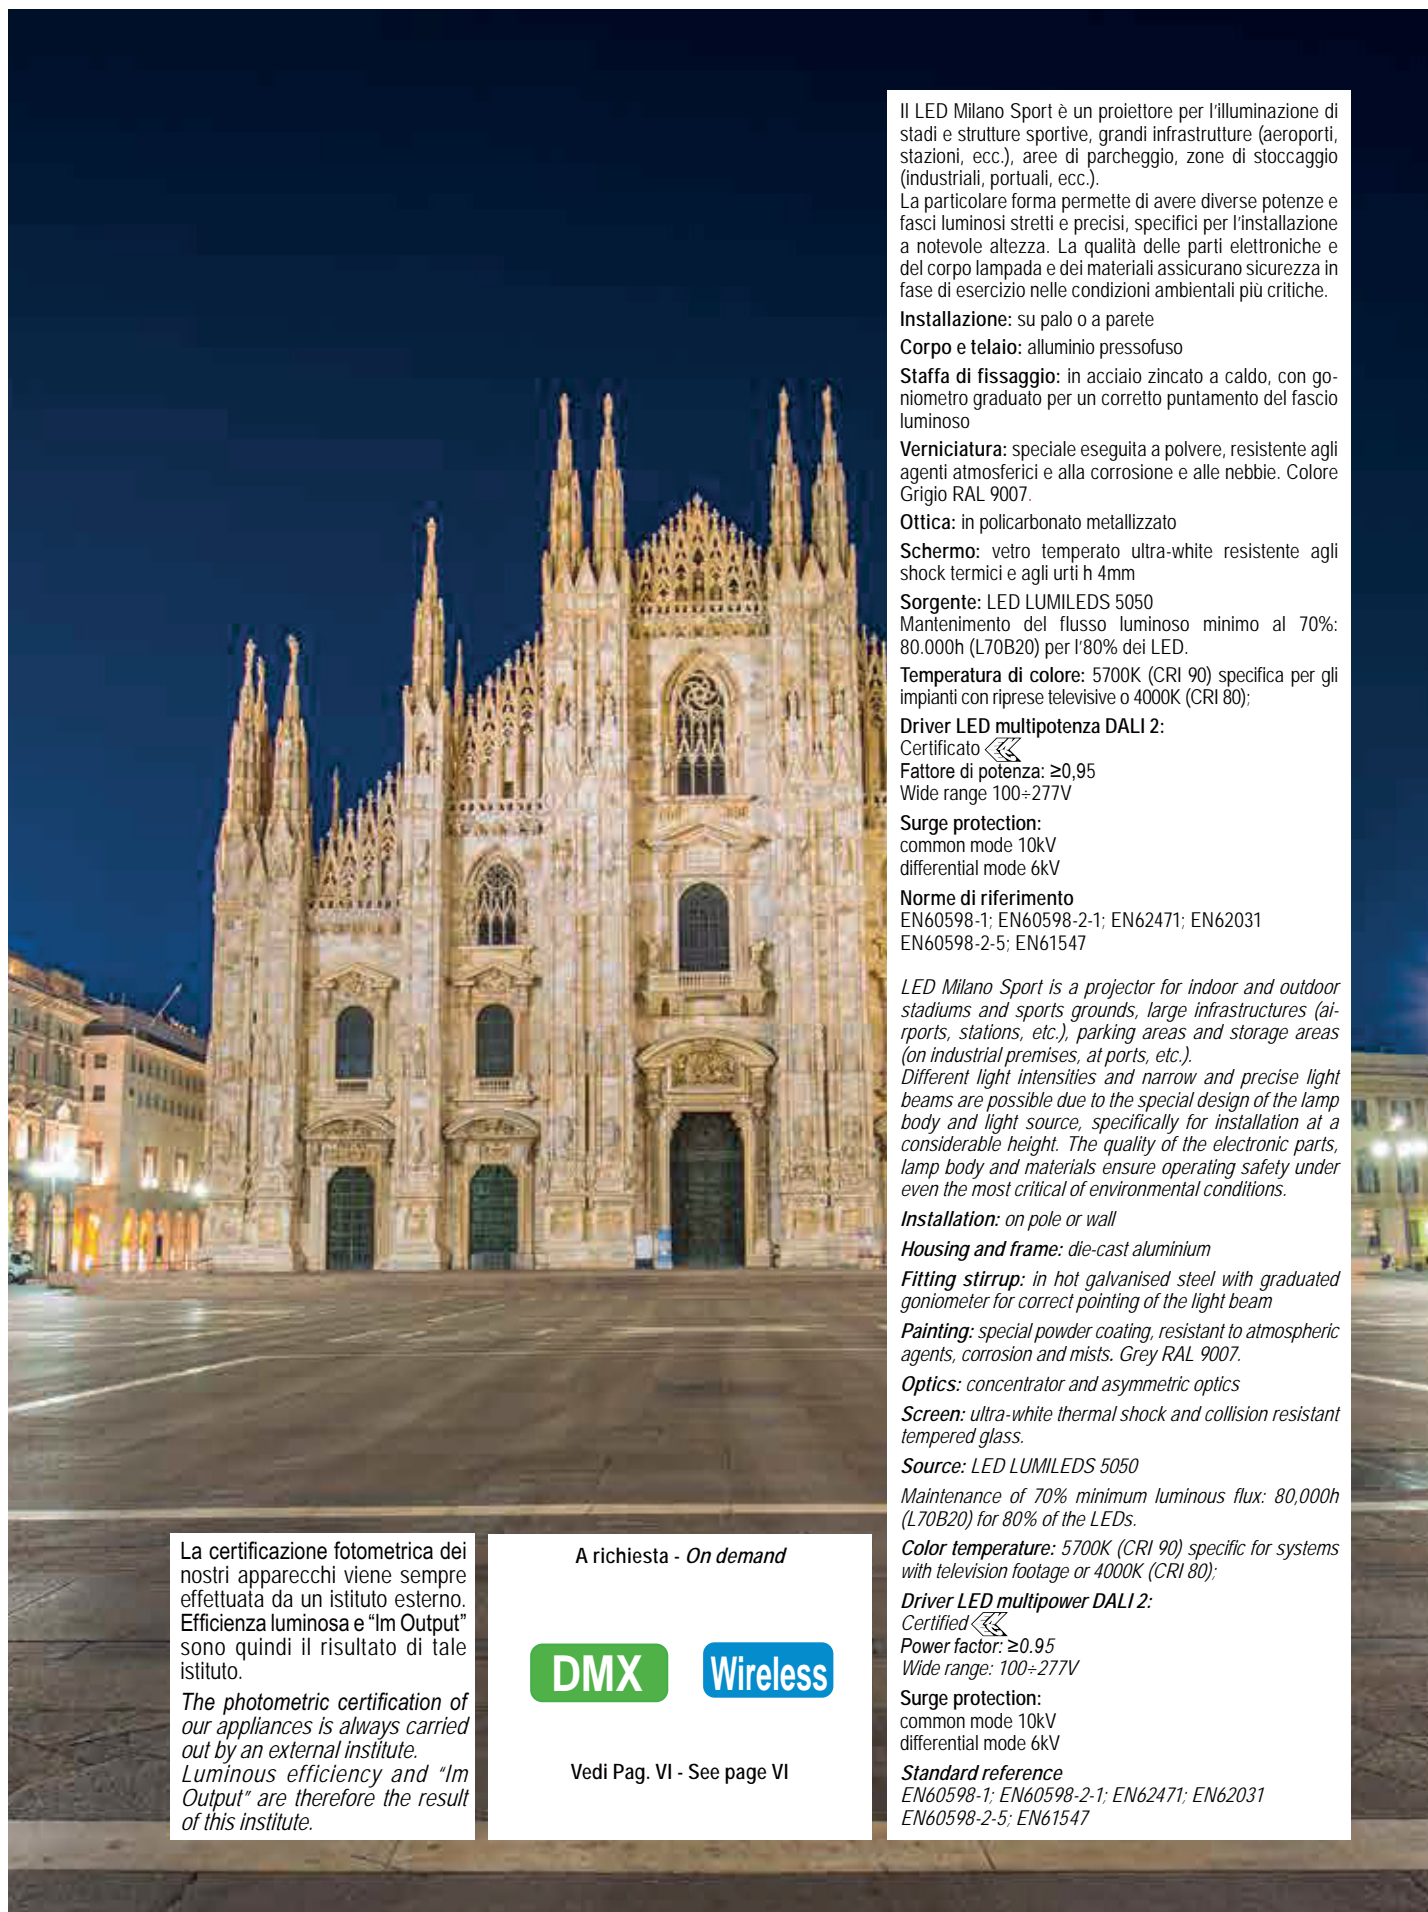 Il LED Milano Sport è un proiettore per l'illuminazione di
stadi e strutture sportive, grandi infrastrutture (aeroporti,
stazioni, ecc.), aree di parcheggio, zone di stoccaggio
(industriali, portuali, ecc.).
La particolare forma permette di avere diverse potenze e
fasci luminosi stretti e precisi, specifici per l'installazione
a notevole altezza. La qualità delle parti elettroniche e
del corpo lampada e dei materiali assicurano sicurezza in
fase di esercizio nelle condizioni ambientali più critiche.
Installazione: su palo o a parete
Corpo e telaio: alluminio pressofuso
Staffa di fissaggio: in acciaio zincato a caldo, con go-
niometro graduato per un corretto puntamento del fascio
luminoso
Verniciatura: speciale eseguita a polvere, resistente agli
agenti atmosferici e alla corrosione e alle nebbie. Colore
Grigio RAL 9007.
Ottica: in policarbonato metallizzato
Schermo: vetro temperato ultra-white resistente agli
shock termici e agli urti h 4mm
Sorgente: LED LUMILEDS 5050
Mantenimento del flusso luminoso minimo al 70%:
80.000h (L70B20) per l'80% dei LED.
Temperatura di colore: 5700K (CRI 90) specifica per gli
impianti con riprese televisive o 4000K (CRI 80);
Driver LED multipotenza DALI 2:
Certificato
Fattore di potenza: ≥0,95
Wide range 100÷277V
Surge protection:
common mode 10kV
differential mode 6kV
Norme di riferimento
EN60598-1; EN60598-2-1; EN62471; EN62031
EN60598-2-5; EN61547
LED Milano Sport is a projector for indoor and outdoor
stadiums and sports grounds, large infrastructures (ai-
rports, stations, etc.), parking areas and storage areas
(on industrial premises, at ports, etc.).
Different light intensities and narrow and precise light
beams are possible due to the special design of the lamp
body and light source, specifically for installation at a
considerable height. The quality of the electronic parts,
lamp body and materials ensure operating safety under
even the most critical of environmental conditions.
Installation: on pole or wall
Housing and frame: die-cast aluminium
Fitting stirrup: in hot galvanised steel with graduated
goniometer for correct pointing of the light beam
Painting: special powder coating, resistant to atmospheric
agents, corrosion and mists. Grey RAL 9007.
Optics: concentrator and asymmetric optics
Screen: ultra-white thermal shock and collision resistant
tempered glass.
Source: LED LUMILEDS 5050
Maintenance of 70% minimum luminous flux: 80,000h
(L70B20) for 80% of the LEDs.
Color temperature: 5700K (CRI 90) specific for systems
with television footage or 4000K (CRI 80);
Driver LED multipower DALI 2:
Certified
Power factor: ≥0.95
Wide range: 100÷277V
Surge protection:
common mode 10kV
differential mode 6kV
Standard reference
EN60598-1; EN60598-2-1; EN62471; EN62031
EN60598-2-5; EN61547
La certificazione fotometrica dei
nostri apparecchi viene sempre
effettuata da un istituto esterno.
Efficienza luminosa e “lm Output”
sono quindi il risultato di tale
istituto.
The photometric certification of
our appliances is always carried
out by an external institute.
Luminous efficiency and “lm
Output” are therefore the result
of this institute.
A richiesta - On demand
DMX Wireless
Vedi Pag. VI - See page VI